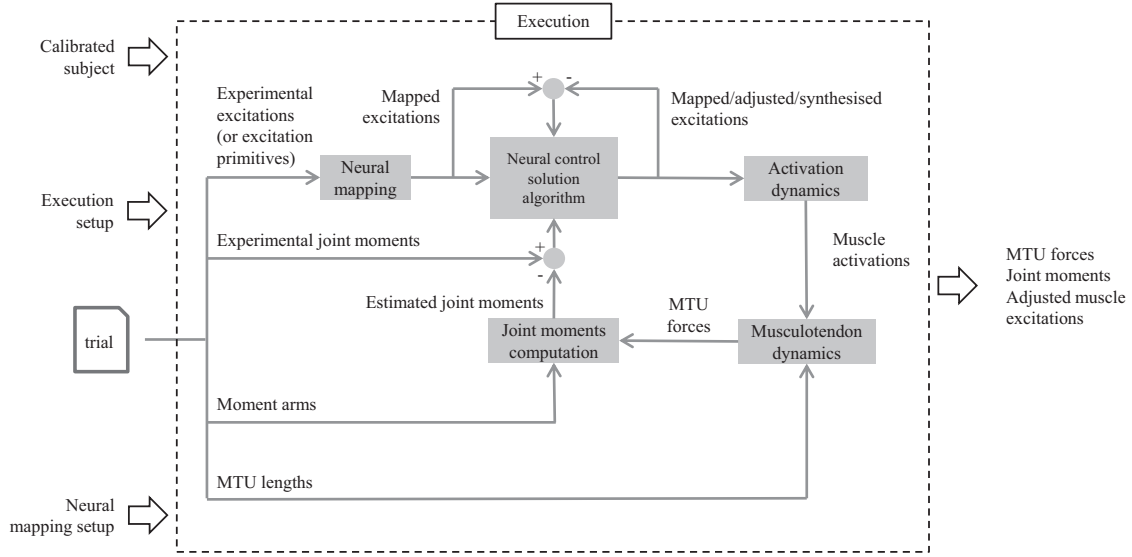 Execution
Calibrated
subject
Experimental
excitations
(or excitation
primitives)
Mapped
excitations
+
-
Mapped/adjusted/synthesised
excitations
Neural
mapping
Neural control
solution
algorithm
Activation
dynamics
Execution
setup
Experimental joint moments
+
-
Muscle
activations
MTU forces
Joint moments
Adjusted muscle
excitations
Estimated joint moments
MTU
forces
trial
Joint moments
computation
Musculotendon
dynamics
Moment arms
MTU lengths
Neural
mapping setup